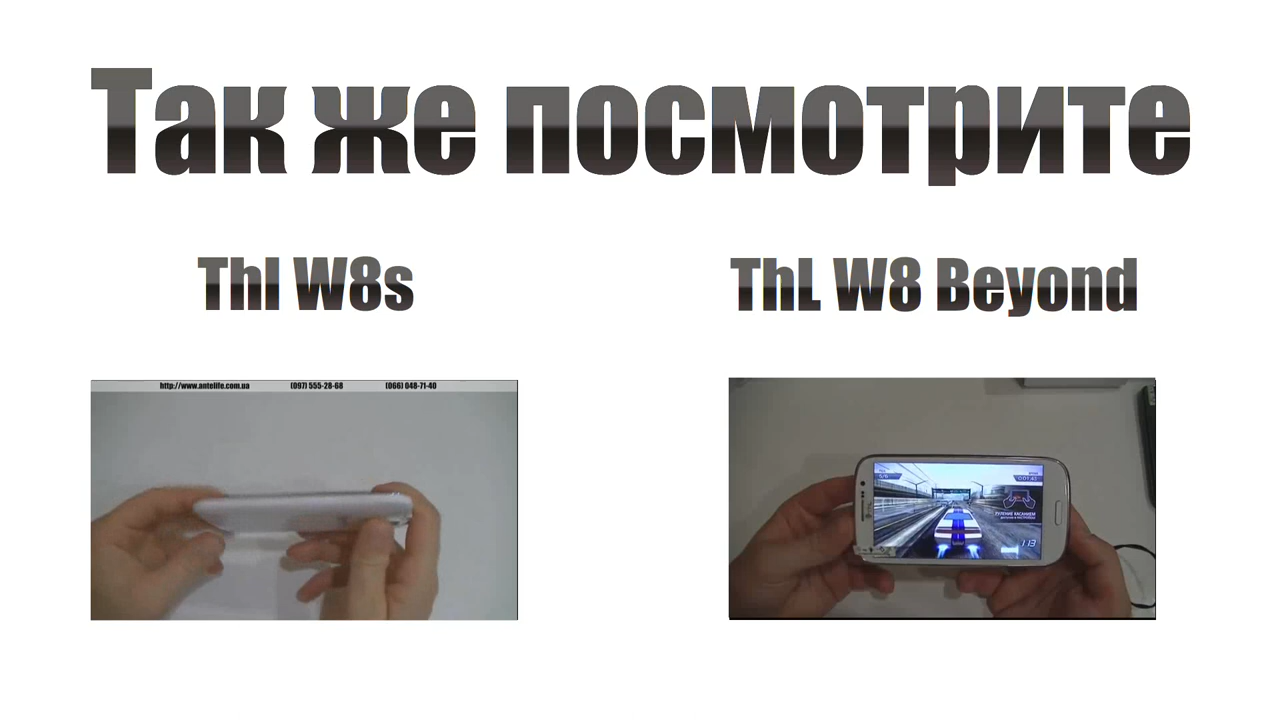 Так же посмотрите
Thl W8s
ThL W8 Beyond
http://www.antelife.com.ua (097) 555-28-68 (066) 048-71-40